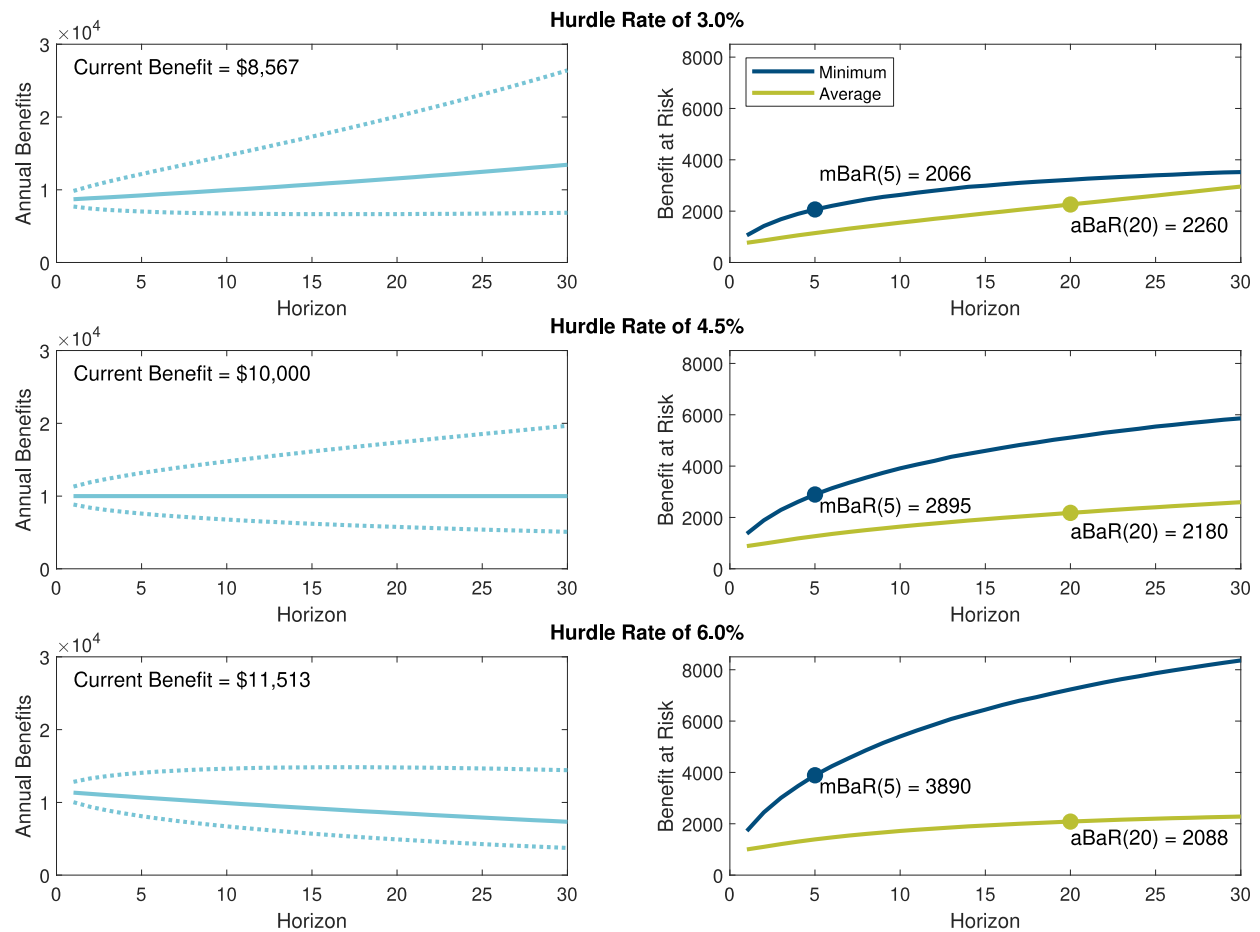 Hurdle Rate of 3.0%
×10^4
3
2
1
0
Annual Benefits
Current Benefit = $8,567
5
10
15
20
25
30
Horizon
8000
6000
4000
2000
0
Benefit at Risk
Minimum
Average
mBaR(5) = 2066
aBaR(20) = 2260
0
5
10
15
20
25
30
Horizon
Hurdle Rate of 4.5%
×10^4
3
2
1
0
Annual Benefits
Current Benefit = $10,000
0
5
10
15
20
25
30
Horizon
8000
6000
4000
2000
0
Benefit at Risk
mBaR(5) = 2895
aBaR(20) = 2180
0
5
10
15
20
25
30
Horizon
Hurdle Rate of 6.0%
×10^4
3
2
1
0
Annual Benefits
Current Benefit = $11,513
0
5
10
15
20
25
30
Horizon
8000
6000
4000
2000
0
Benefit at Risk
mBaR(5) = 3890
aBaR(20) = 2088
0
5
10
15
20
25
30
Horizon